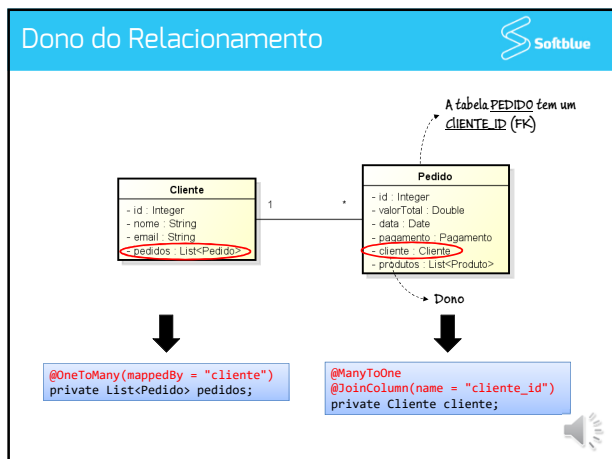 Dono do Relacionamento
Softblue
A tabela PEDIDO tem um
CLIENTE_ID (FK)
Cliente
- id : Integer
- nome : String
- email : String
- pedidos : List<Pedido>
1
*
Pedido
- id : Integer
- valorTotal : Double
- data : Date
- pagamento : Pagamento
- cliente : Cliente
- produtos : List<Produto>
Dono
@OneToMany(mappedBy = "cliente")
private List<Pedido> pedidos;
@ManyToOne
@JoinColumn(name = "cliente_id")
private Cliente cliente;